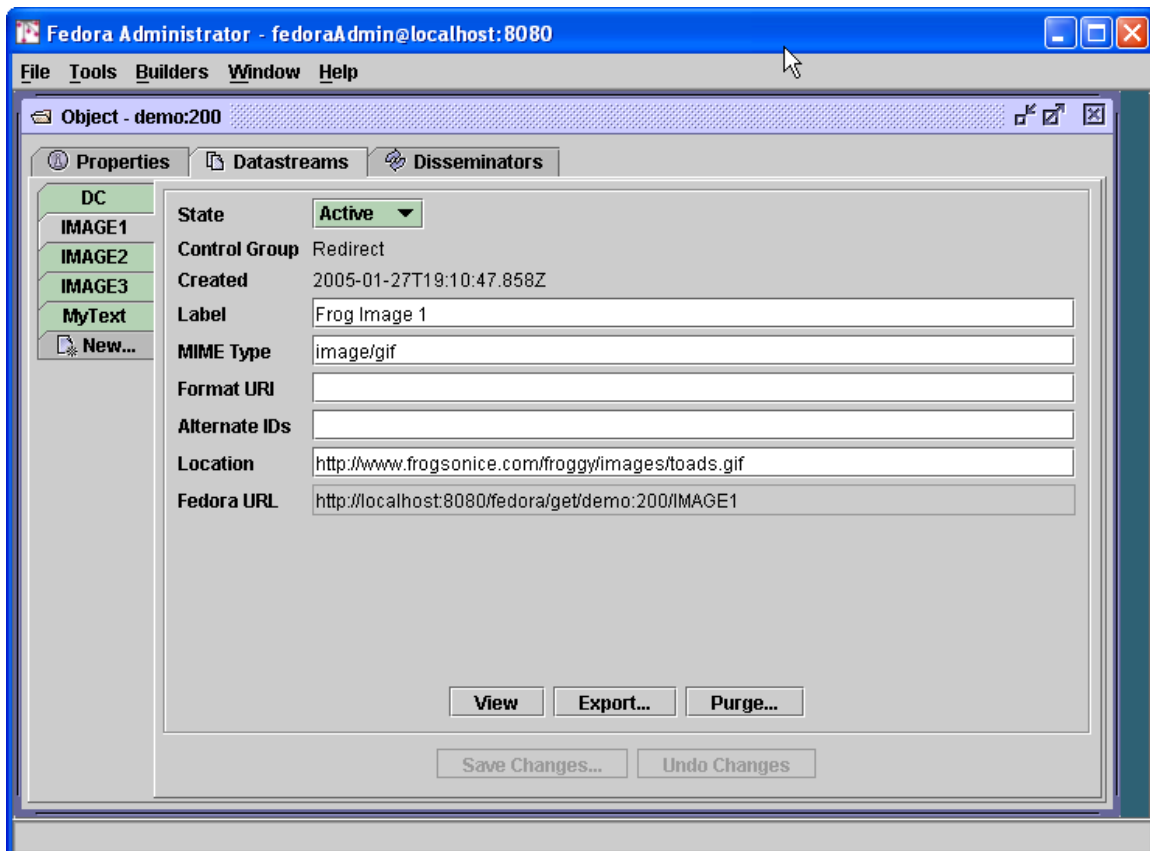 Fedora Administrator - fedoraAdmin@localhost:8080
File Tools Builders Window Help
Object - demo:200
Properties Datastreams Disseminators
DC
IMAGE1
IMAGE2
IMAGE3
MyText
New...
State Active
Control Group Redirect
Created 2005-01-27T19:10:47.858Z
Label Frog Image 1
MIME Type image/gif
Format URI
Alternate IDs
Location http://www.frogsonice.com/froggy/images/toads.gif
Fedora URL http://localhost:8080/fedora/get/demo:200/IMAGE1
View Export... Purge...
Save Changes... Undo Changes